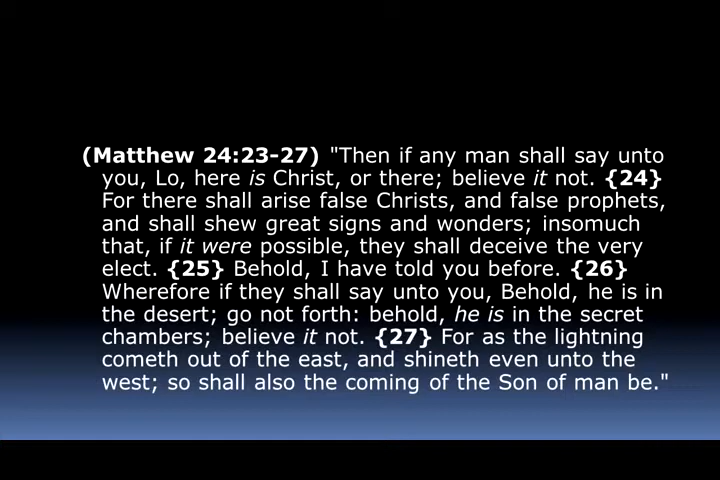 (Matthew 24:23-27) "Then if any man shall say unto
you, Lo, here is Christ, or there; believe it not. {24}
For there shall arise false Christs, and false prophets,
and shall shew great signs and wonders; insomuch
that, if it were possible, they shall deceive the very
elect. {25} Behold, I have told you before. {26}
Wherefore if they shall say unto you, Behold, he is in
the desert; go not forth: behold, he is in the secret
chambers; believe it not. {27} For as the lightning
cometh out of the east, and shineth even unto the
west; so shall also the coming of the Son of man be."